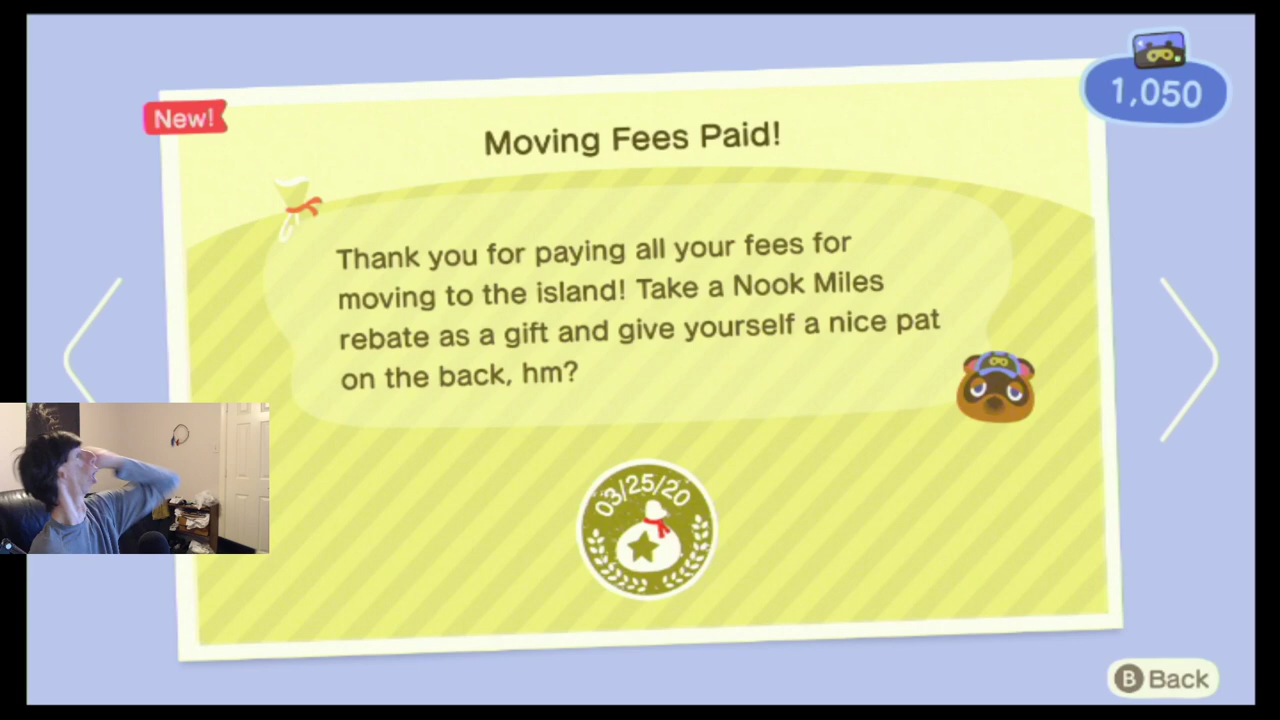 1,050
New!
Moving Fees Paid!
Thank you for paying all your fees for
moving to the island! Take a Nook Miles
rebate as a gift and give yourself a nice pat
on the back, hm?
03/25/20
B Back